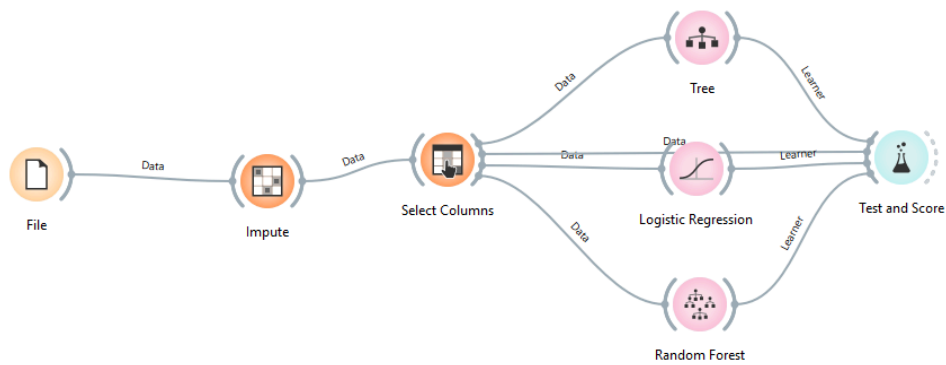 File
Data
Impute
Data
Select Columns
Data
Data
Data
Data
Tree
Logistic Regression
Random Forest
Learner
Learner
Learner
Test and Score